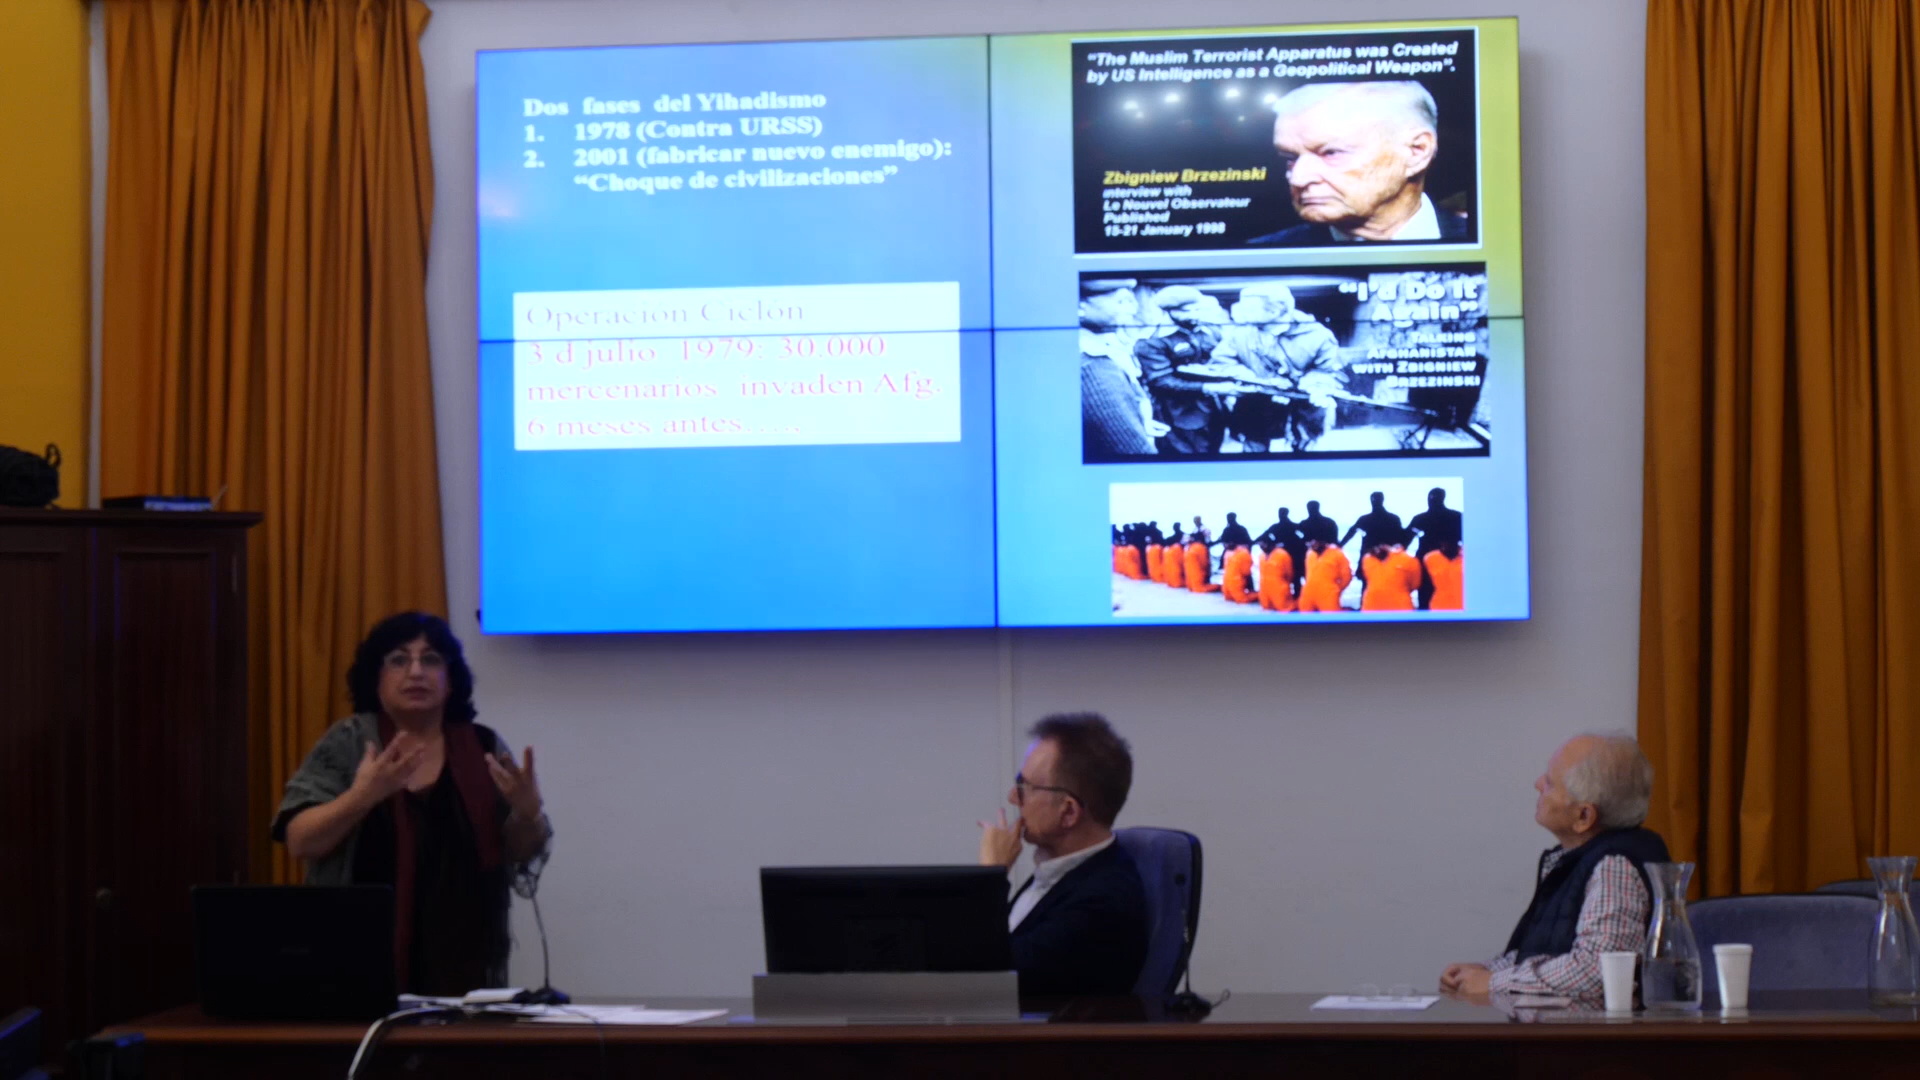 Dos fases del Yihadismo
1. 1978 (Contra URSS)
2. 2001 (fabricar nuevo enemigo):
“Choque de civilizaciones”
Operación Ciclón
3 d julio 1979: 30.000
mercenarios invaden Afg.
6 meses antes.....
“The Muslim Terrorist Apparatus was Created
by US Intelligence as a Geopolitical Weapon”.
Zbigniew Brzezinski
interview with
Le Nouvel Observateur
Published
15-21 January 1998
“I’d Do It
Again”
TALKING
AFGHANISTAN
WITH ZBIGNIEW
BRZEZINSKI